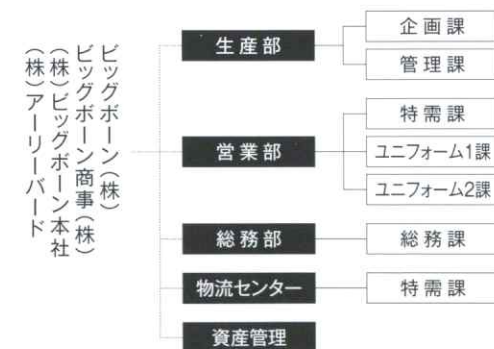 ビッグボーン(株)
ビッグボーン商事(株)
(株)ビッグボーン本社
(株)アーリーバード
生産部
企画課
管理課
営業部
特需課
ユニフォーム1課
ユニフォーム2課
総務部
総務課
物流センター
特需課
資産管理